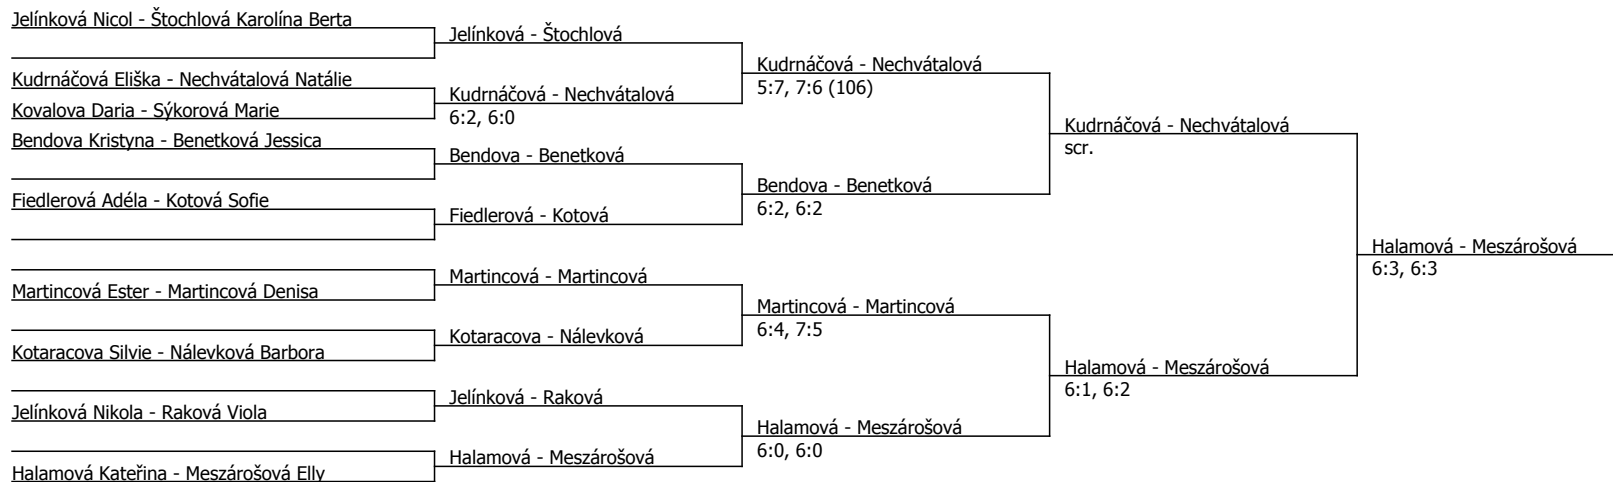 Jelínková Nicol - Štochlová Karolína Berta
Kudrnáčová Eliška - Nechvátalová Natálie
Kovalova Daria - Sýkorová Marie
Bendova Kristyna - Benetková Jessica
Fiedlerová Adéla - Kotová Sofie
Martincová Ester - Martincová Denisa
Kotaracova Silvie - Nálevková Barbora
Jelínková Nikola - Raková Viola
Halamová Kateřina - Meszárošová Elly
Jelínková - Štochlová
Kudrnáčová - Nechvátalová
6:2, 6:0
Bendova - Benetková
Fiedlerová - Kotová
Martincová - Martincová
Kotaracova - Nálevková
Jelínková - Raková
Halamová - Meszárošová
Kudrnáčová - Nechvátalová
5:7, 7:6 (106)
Bendova - Benetková
6:2, 6:2
Martincová - Martincová
6:4, 7:5
Halamová - Meszárošová
6:0, 6:0
Kudrnáčová - Nechvátalová
scr.
Halamová - Meszárošová
6:1, 6:2
Halamová - Meszárošová
6:3, 6:3